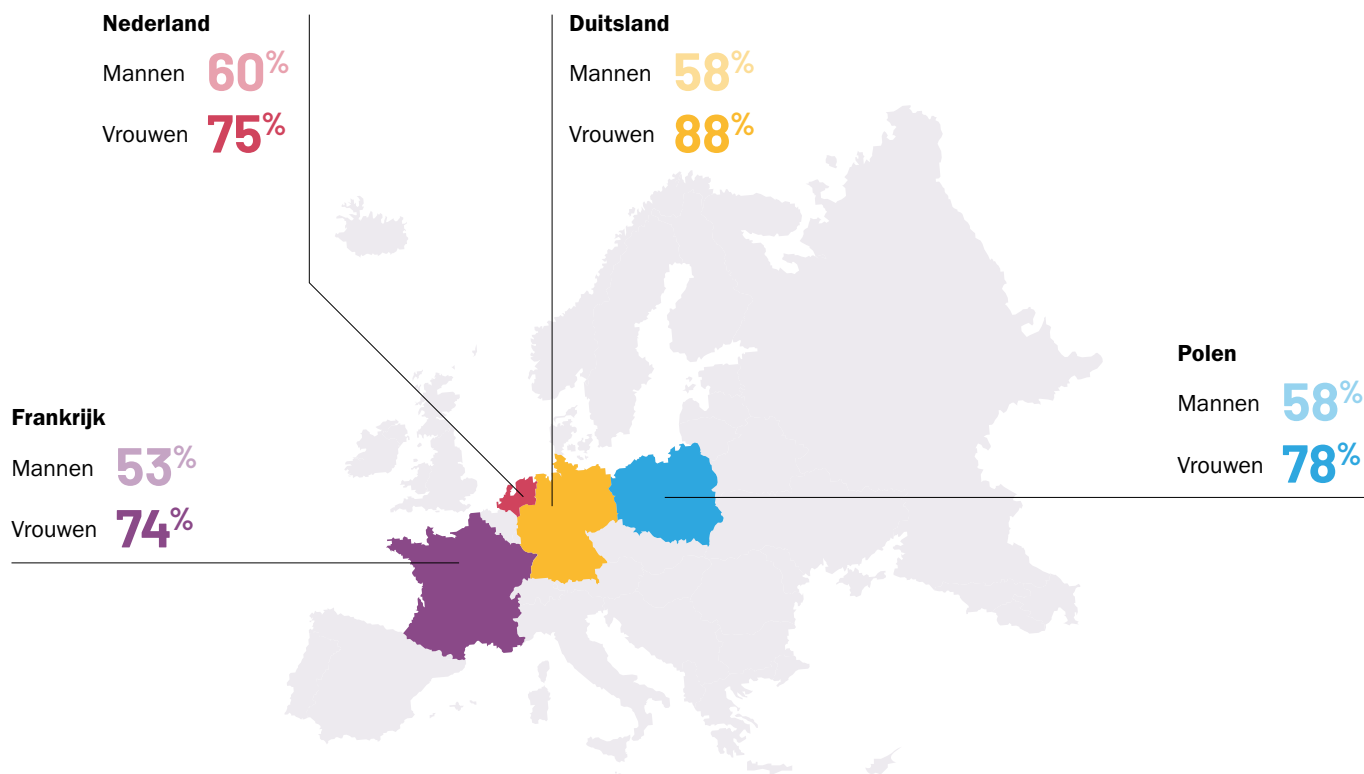 Nederland
Mannen 60%
Vrouwen 75%
Duitsland
Mannen 58%
Vrouwen 88%
Polen
Mannen 58%
Vrouwen 78%
Frankrijk
Mannen 53%
Vrouwen 74%